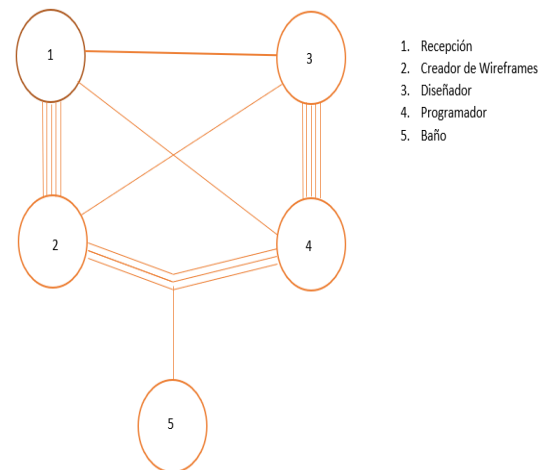 1
3
2
4
5
1. Recepción
2. Creador de Wireframes
3. Diseñador
4. Programador
5. Baño